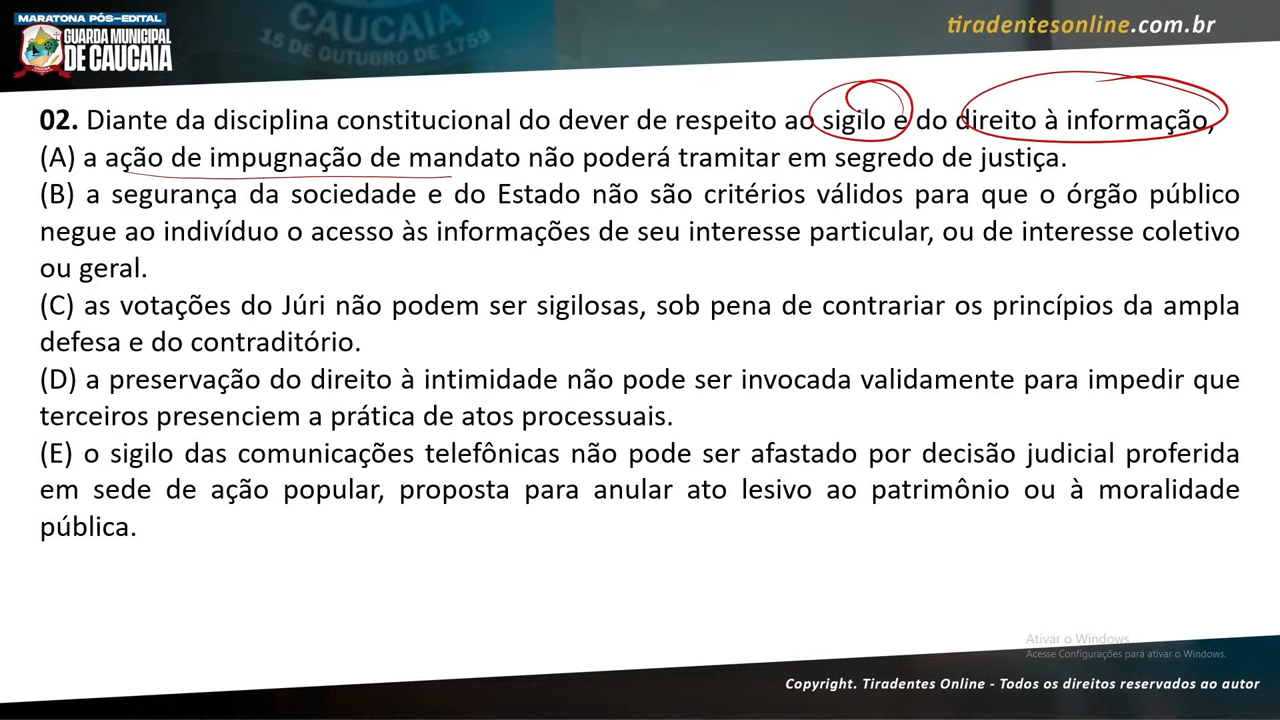 MARATONA PÓS-EDITAL
GUARDA MUNICIPAL
DE CAUCAIA
CAUCAIA
15 DE OUTUBRO DE 1759
tiradentesonline.com.br
02. Diante da disciplina constitucional do dever de respeito ao sigilo e do direito à informação,
(A) a ação de impugnação de mandato não poderá tramitar em segredo de justiça.
(B) a segurança da sociedade e do Estado não são critérios válidos para que o órgão público
negue ao indivíduo o acesso às informações de seu interesse particular, ou de interesse coletivo
ou geral.
(C) as votações do Júri não podem ser sigilosas, sob pena de contrariar os princípios da ampla
defesa e do contraditório.
(D) a preservação do direito à intimidade não pode ser invocada validamente para impedir que
terceiros presenciem a prática de atos processuais.
(E) o sigilo das comunicações telefônicas não pode ser afastado por decisão judicial proferida
em sede de ação popular, proposta para anular ato lesivo ao patrimônio ou à moralidade
pública.
Ativar o Windows
Acesse Configurações para ativar o Windows.
Copyright. Tiradentes Online - Todos os direitos reservados ao autor